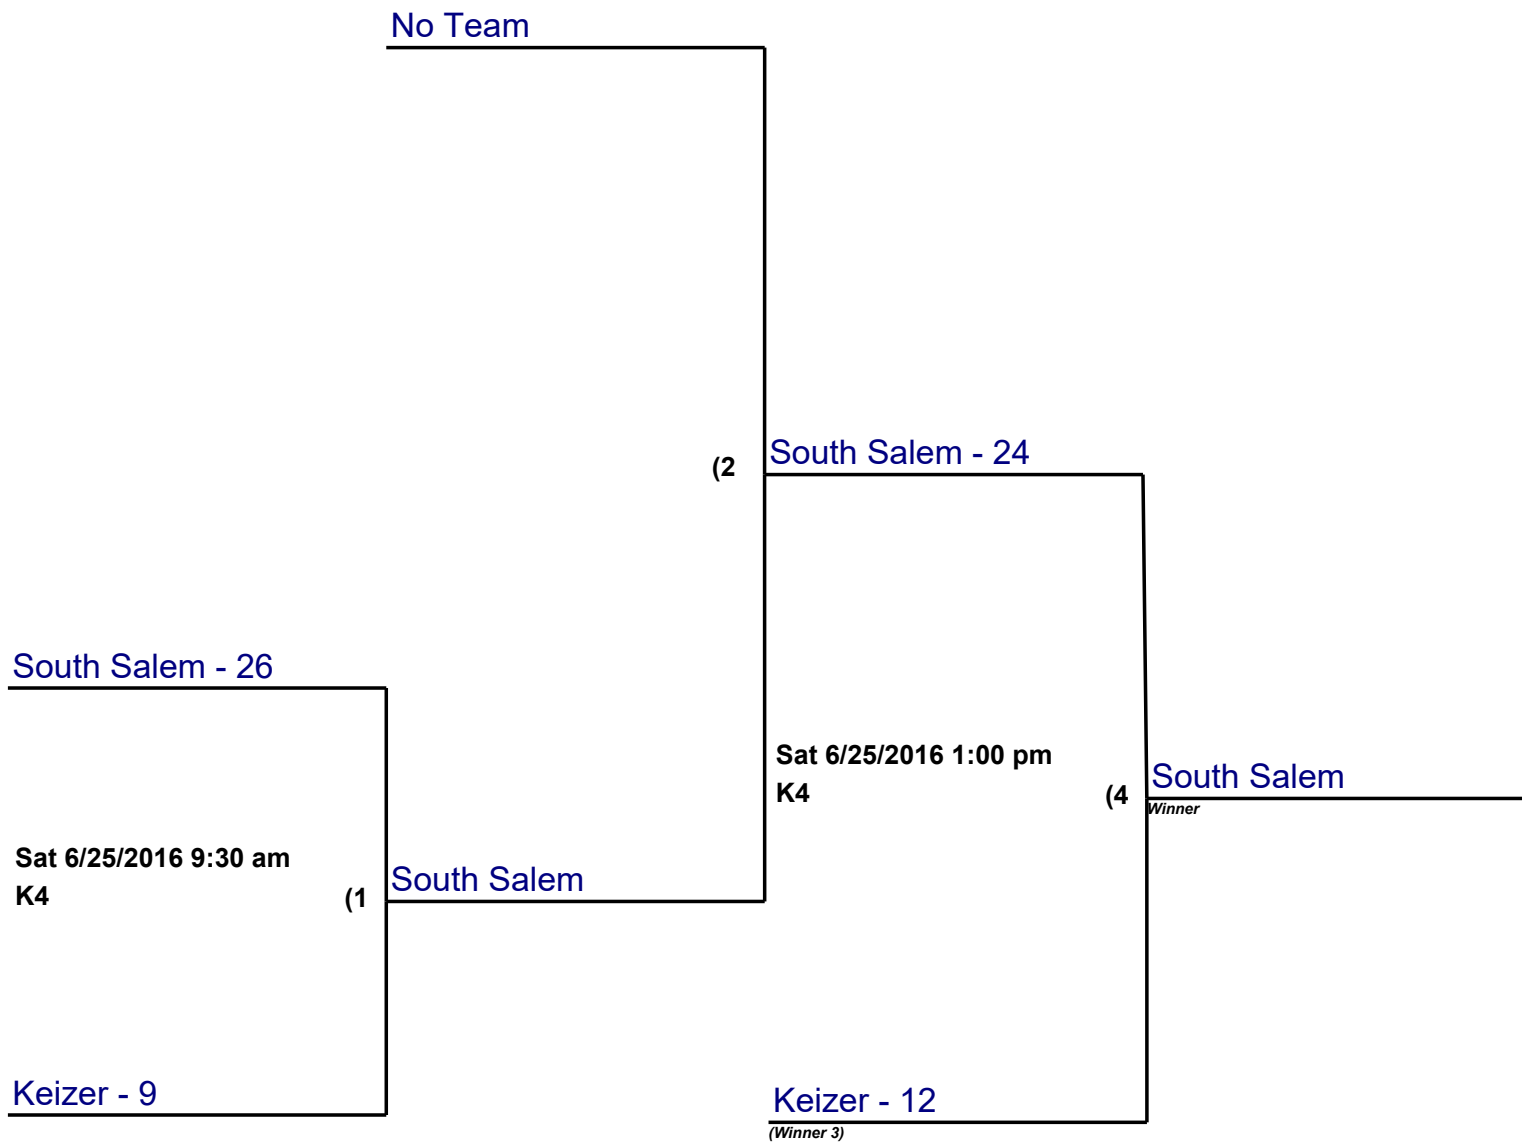 No Team
(2
South Salem - 24
South Salem - 26
Sat 6/25/2016 1:00 pm
K4
(4
South Salem
Winner
Sat 6/25/2016 9:30 am
K4
(1
South Salem
Keizer - 9
Keizer - 12
(Winner 3)